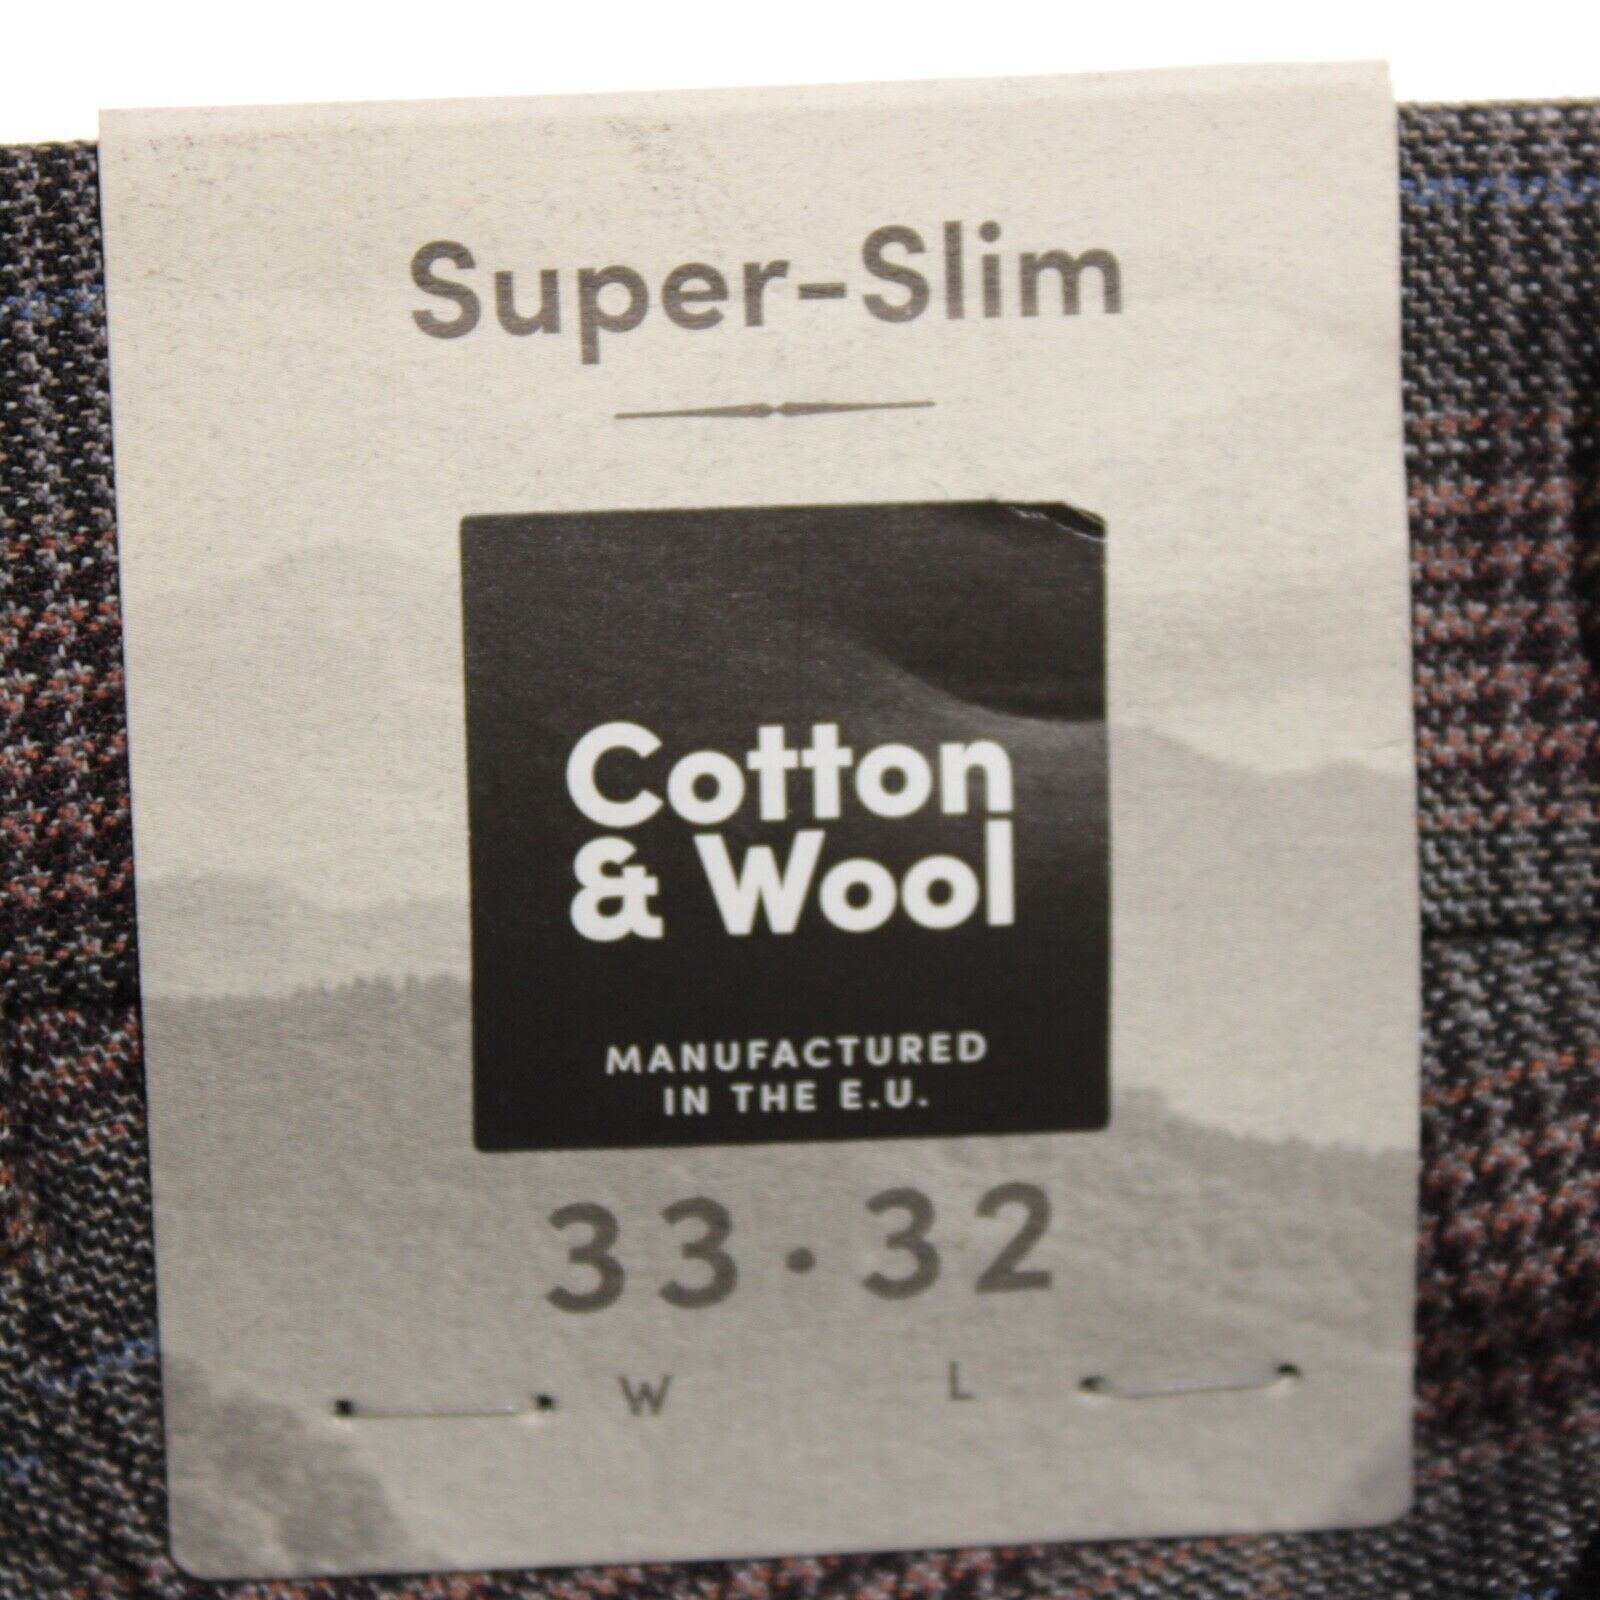 Super-Slim
Cotton
& Wool
MANUFACTURED
IN THE E.U.
33·32
W L